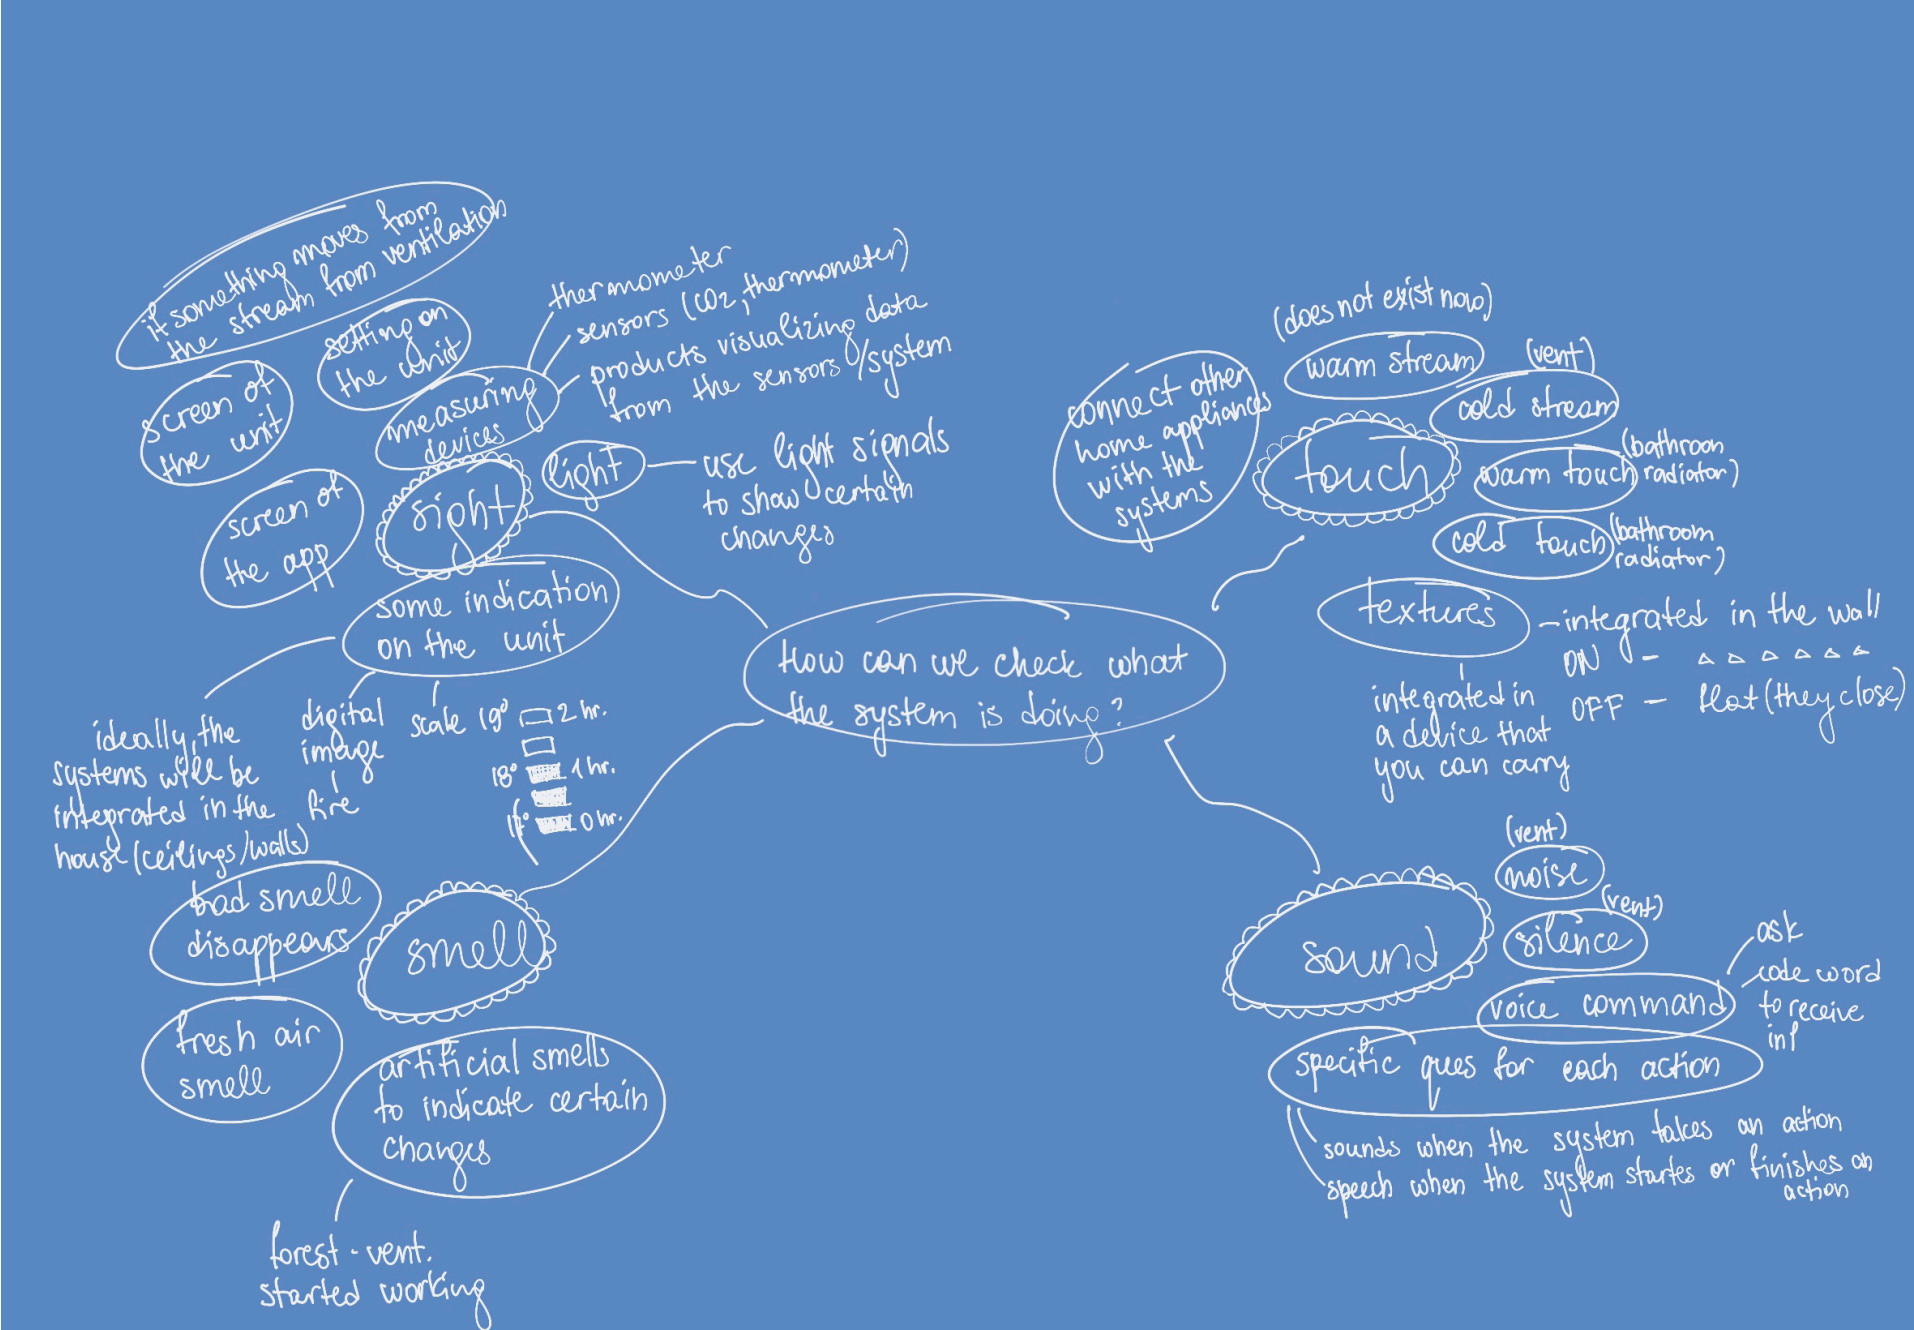 How can we check what
the system is doing?
sight
if something moves from
the stream from ventilation
setting on
the unit
screen of
the unit
screen of
the app
measuring
devices
thermometer
sensors (CO2, thermometer)
products visualizing data
from the sensors/system
light
use light signals
to show certain
changes
some indication
on the unit
ideally, the
systems will be
integrated in the
house (ceilings/walls)
digital
image
fire
scale 19° 2 hr.
18° 1 hr.
17° 0 hr.
smell
bad smell
disappears
fresh air
smell
artificial smells
to indicate certain
changes
forest - vent.
started working
touch
connect other
home appliances
with the
systems
(does not exist now)
warm stream
(vent)
cold stream
warm touch
(bathroom
radiator)
cold touch
(bathroom
radiator)
textures
- integrated in the wall
ON - △ △ △ △ △ △
OFF - flat (they close)
integrated in
a device that
you can carry
sound
(vent)
noise
(vent)
silence
voice command
ask
code word
to receive
inf
specific ques for each action
sounds when the system takes an action
speech when the system startes or finishes an
action